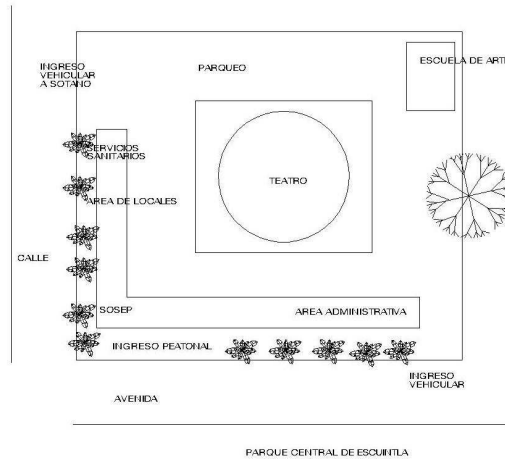 INGRESO
VEHICULAR
A SOTANO
PARQUEO
ESCUELA DE ARTE
SERVICIOS
SANITARIOS
TEATRO
AREA DE LOCALES
CALLE
SOSEP
AREA ADMINISTRATIVA
INGRESO PEATONAL
INGRESO
VEHICULAR
AVENIDA
PARQUE CENTRAL DE ESCUINTLA